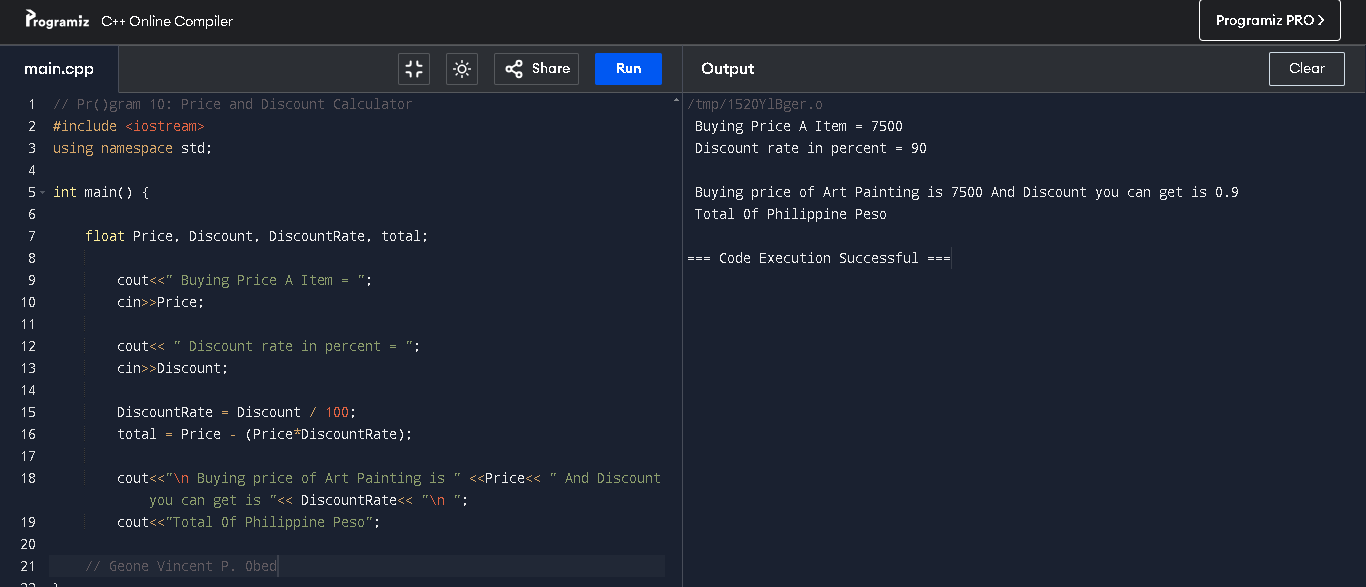 Programiz C++ Online Compiler
Programiz PRO >
main.cpp
Share
Run
Output
Clear
1 // Pr()gram 10: Price and Discount Calculator
2 #include <iostream>
3 using namespace std;
4
5 int main() {
6
7 float Price, Discount, DiscountRate, total;
8
9 cout<<" Buying Price A Item = ";
10 cin>>Price;
11
12 cout<< " Discount rate in percent = ";
13 cin>>Discount;
14
15 DiscountRate = Discount / 100;
16 total = Price - (Price*DiscountRate);
17
18 cout<<"\n Buying price of Art Painting is " <<Price<< " And Discount
you can get is "<< DiscountRate<< "\n ";
19 cout<<"Total Of Philippine Peso";
20
21 // Geone Vincent P. Obed
22 }
/tmp/1520YlBger.o
Buying Price A Item = 7500
Discount rate in percent = 90
Buying price of Art Painting is 7500 And Discount you can get is 0.9
Total Of Philippine Peso
=== Code Execution Successful ===